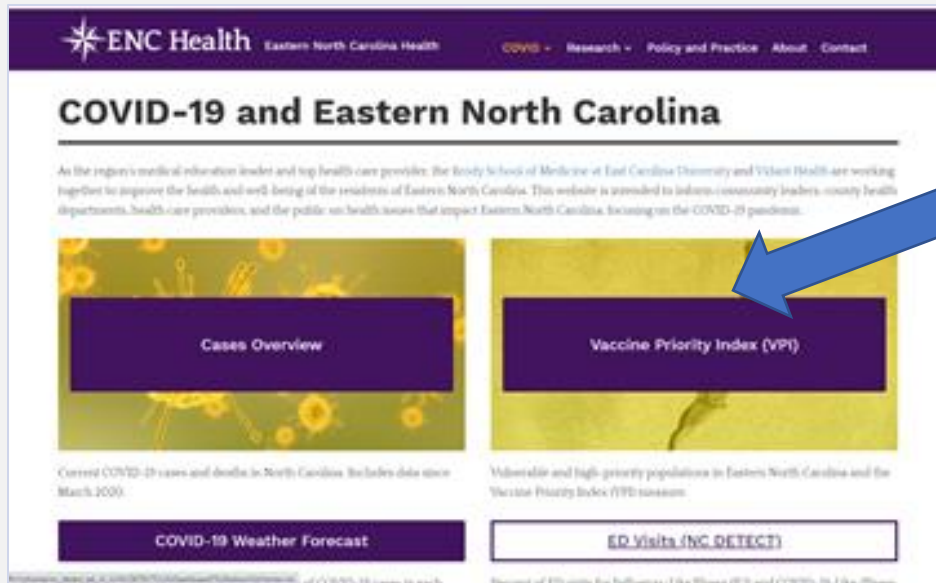 ENC Health Eastern North Carolina Health
COVID Research Policy and Practice About Contact
COVID-19 and Eastern North Carolina
As the region's medical education leader and top health care provider, the Brody School of Medicine at East Carolina University and Vidant Health are working
together to improve the health and well-being of the residents of Eastern North Carolina. This website is intended to inform community leaders, county health
departments, health care providers, and the public on health issues that impact Eastern North Carolina, focusing on the COVID-19 pandemic.
Cases Overview
Vaccine Priority Index (VPI)
Current COVID-19 cases and deaths in North Carolina. Includes data since
March 2020.
Vulnerable and high-priority populations in Eastern North Carolina and the
Vaccine Priority Index (VPI) measure.
COVID-19 Weather Forecast
ED Visits (NC DETECT)
of COVID-19 cases in each